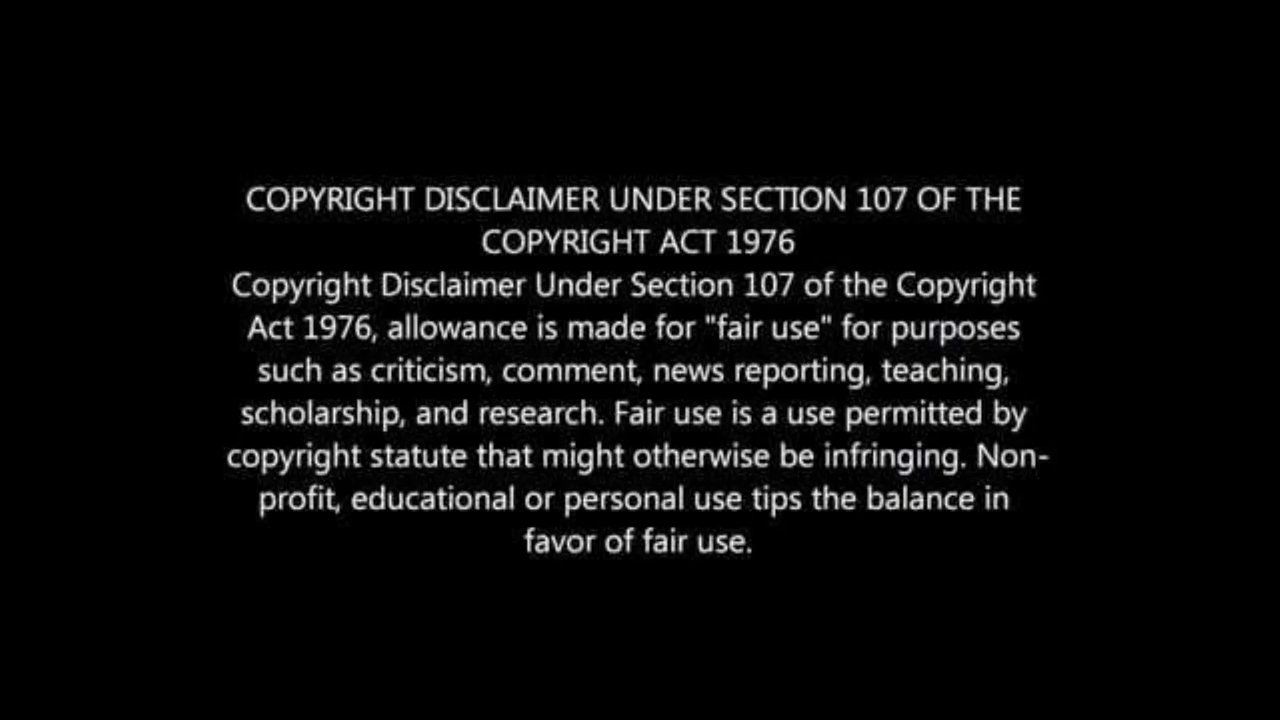 COPYRIGHT DISCLAIMER UNDER SECTION 107 OF THE
COPYRIGHT ACT 1976
Copyright Disclaimer Under Section 107 of the Copyright
Act 1976, allowance is made for "fair use" for purposes
such as criticism, comment, news reporting, teaching,
scholarship, and research. Fair use is a use permitted by
copyright statute that might otherwise be infringing. Non-
profit, educational or personal use tips the balance in
favor of fair use.